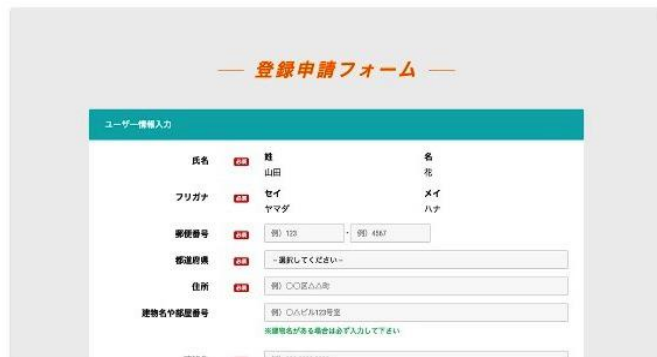 登録申請フォーム
ユーザー情報入力
氏名 必須 姓 名
山田 花
フリガナ 必須 セイ メイ
ヤマダ ハナ
郵便番号 必須 例) 123 - 例) 4567
都道府県 必須 - 選択してください -
住所 必須 例) 〇〇区△△町
建物名や部屋番号 例) 〇△ビル123号室
※建物名がある場合は必ず入力して下さい